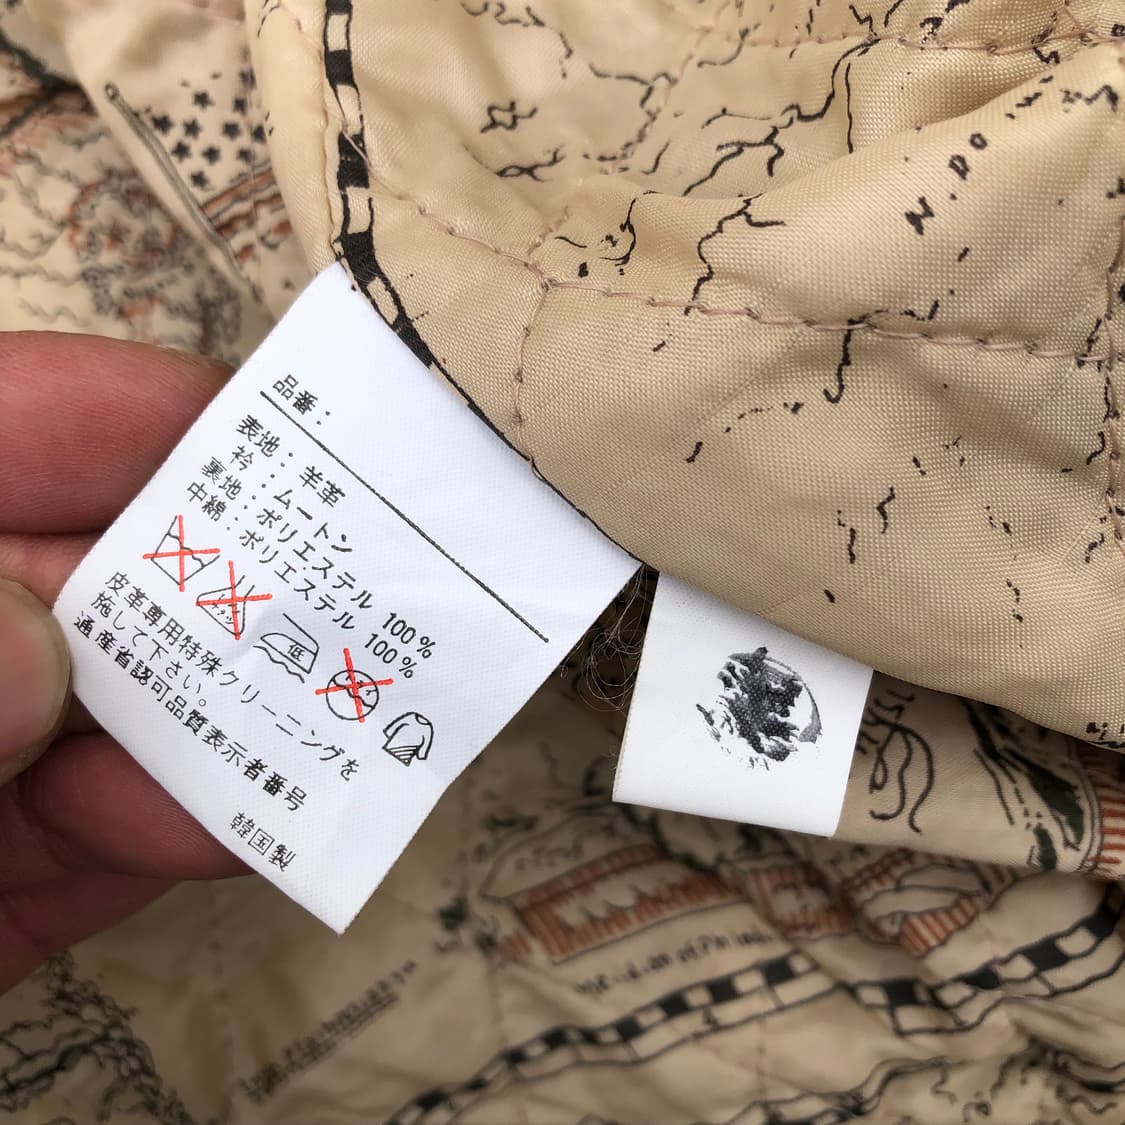 品番:
表地: 羊革
衿: ムートン
裏地: ポリエステル 100%
中綿: ポリエステル 100%
低
皮革専用特殊クリーニングを
施して下さい。
通産省認可品質表示者番号
韓国製
N.DO